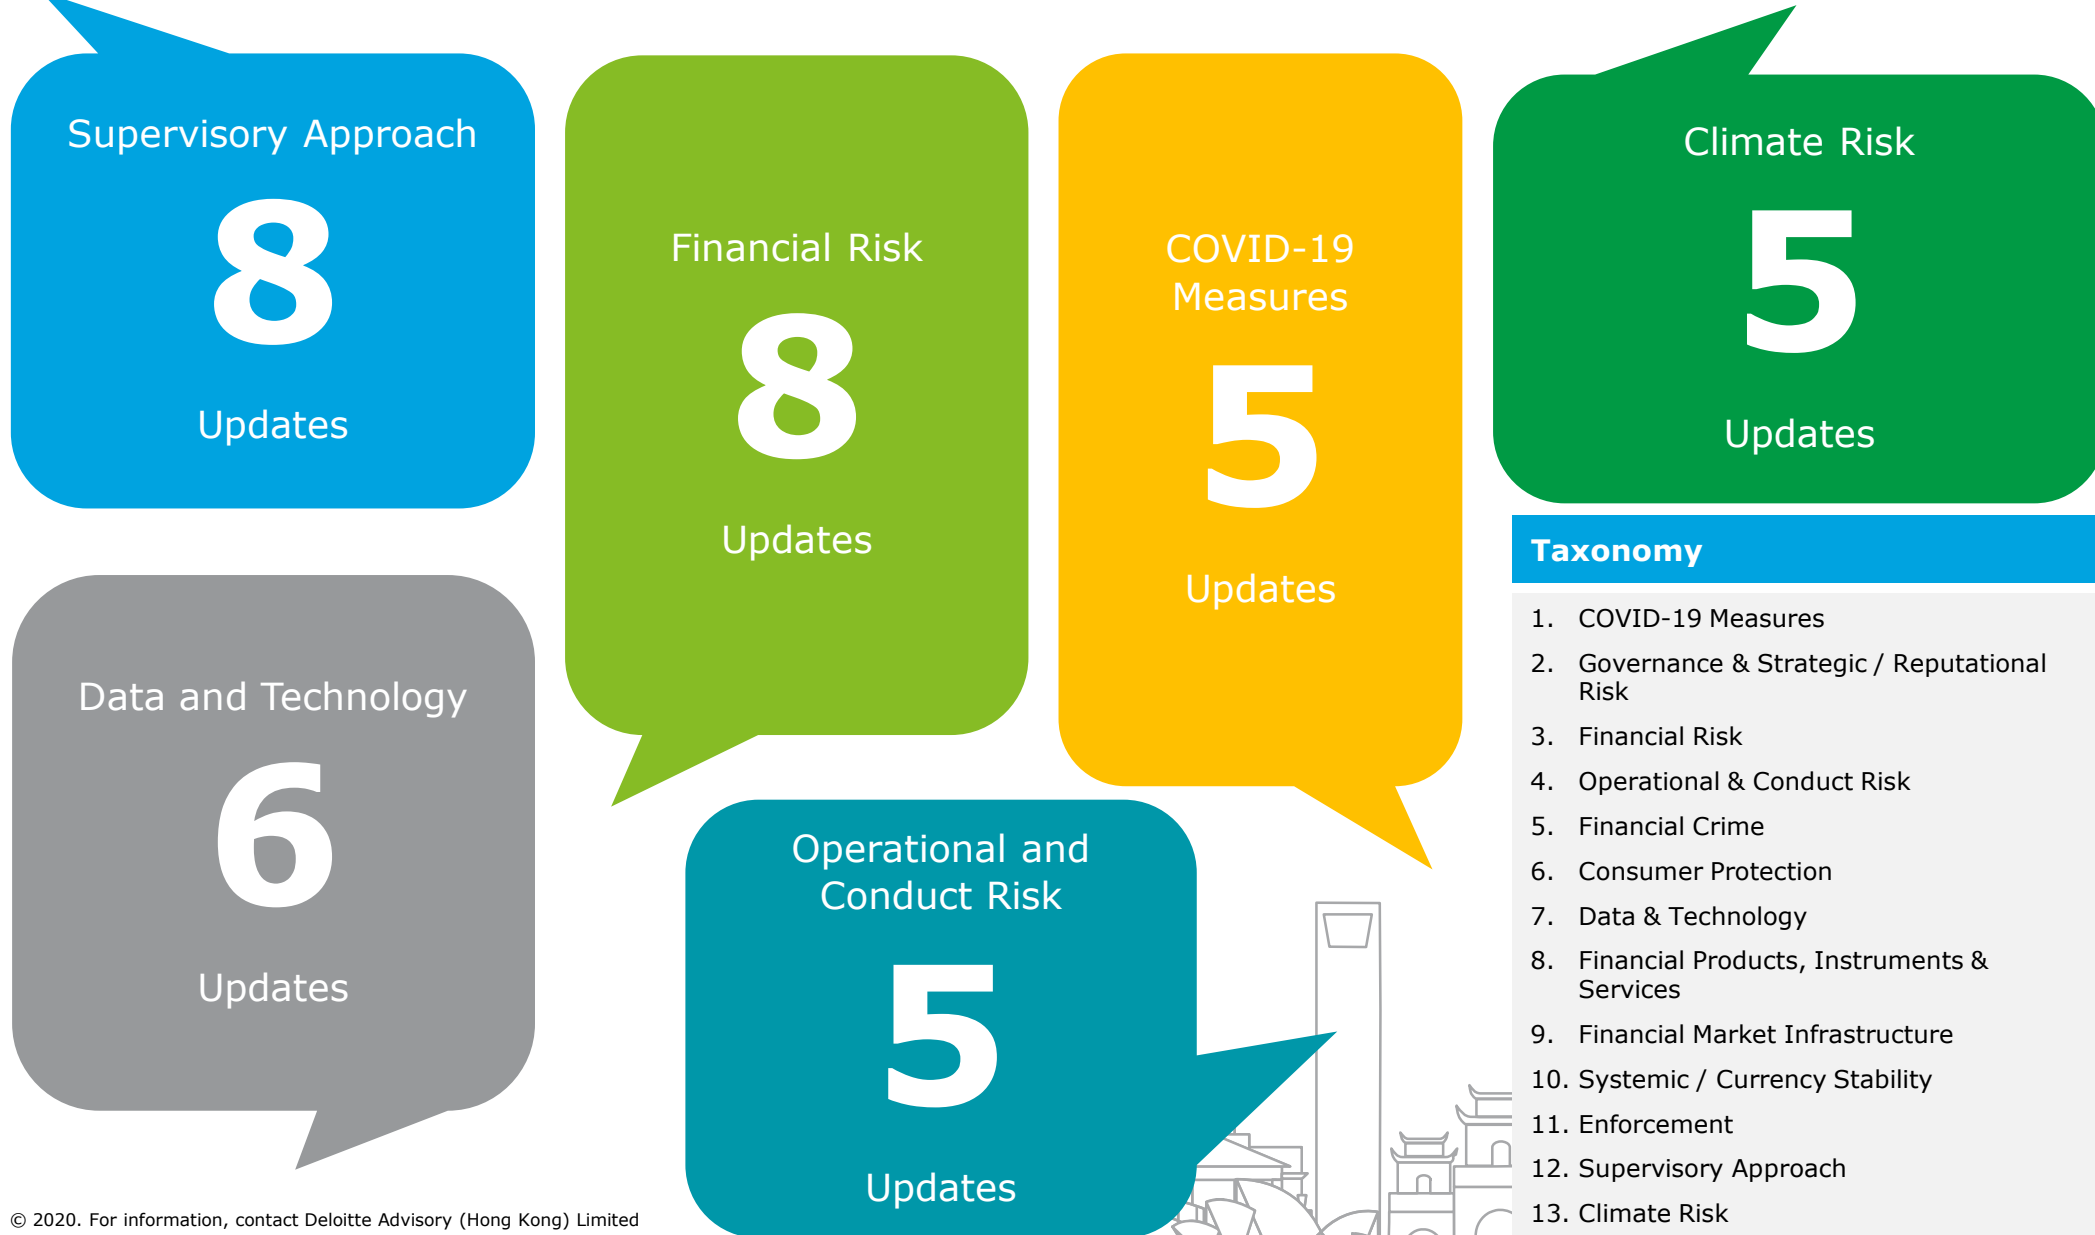 Supervisory Approach
8
Updates
Financial Risk
8
Updates
COVID-19
Measures
5
Updates
Climate Risk
5
Updates
Data and Technology
6
Updates
Operational and
Conduct Risk
5
Updates
Taxonomy
1. COVID-19 Measures
2. Governance & Strategic / Reputational
Risk
3. Financial Risk
4. Operational & Conduct Risk
5. Financial Crime
6. Consumer Protection
7. Data & Technology
8. Financial Products, Instruments &
Services
9. Financial Market Infrastructure
10. Systemic / Currency Stability
11. Enforcement
12. Supervisory Approach
13. Climate Risk
© 2020. For information, contact Deloitte Advisory (Hong Kong) Limited